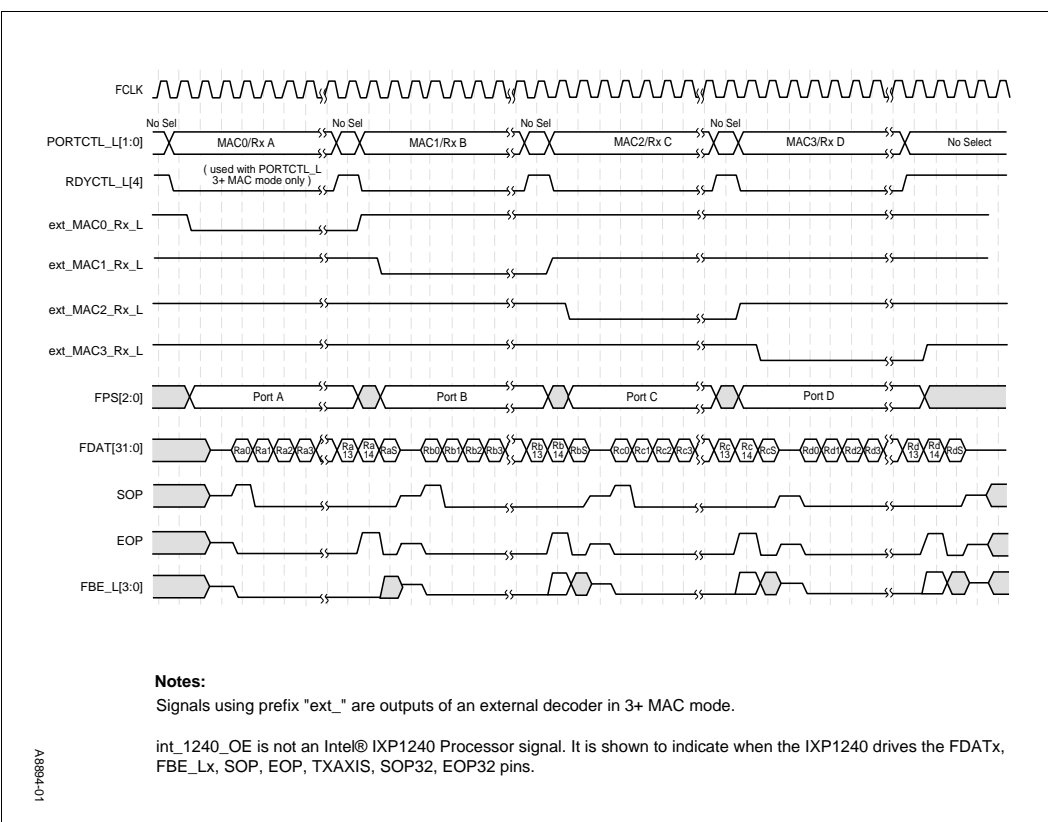 FCLK
No Sel No Sel No Sel No Sel
PORTCTL_L[1:0] MAC0/Rx A MAC1/Rx B MAC2/Rx C MAC3/Rx D No Select
RDYCTL_L[4]
( used with PORTCTL_L
3+ MAC mode only )
ext_MAC0_Rx_L
ext_MAC1_Rx_L
ext_MAC2_Rx_L
ext_MAC3_Rx_L
FPS[2:0] Port A Port B Port C Port D
FDAT[31:0] Ra0 Ra1 Ra2 Ra3 Ra 13 Ra 14 RaS Rb0 Rb1 Rb2 Rb3 Rb 13 Rb 14 RbS Rc0 Rc1 Rc2 Rc3 Rc 13 Rc 14 RcS Rd0 Rd1 Rd2 Rd3 Rd 13 Rd 14 RdS
SOP
EOP
FBE_L[3:0]
Notes:
Signals using prefix "ext_" are outputs of an external decoder in 3+ MAC mode.
int_1240_OE is not an Intel® IXP1240 Processor signal. It is shown to indicate when the IXP1240 drives the FDATx,
FBE_Lx, SOP, EOP, TXAXIS, SOP32, EOP32 pins.
A8894-01